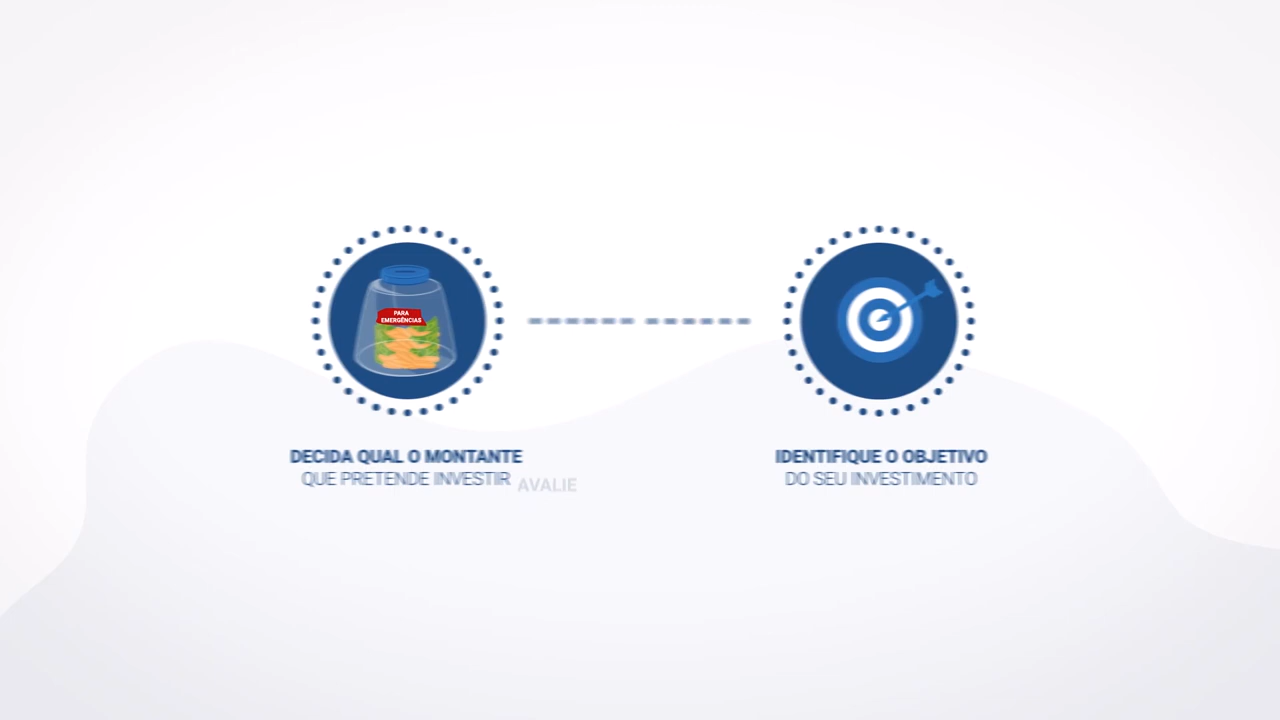 PARA
EMERGÊNCIAS
DECIDA QUAL O MONTANTE
QUE PRETENDE INVESTIR
AVALIE
IDENTIFIQUE O OBJETIVO
DO SEU INVESTIMENTO